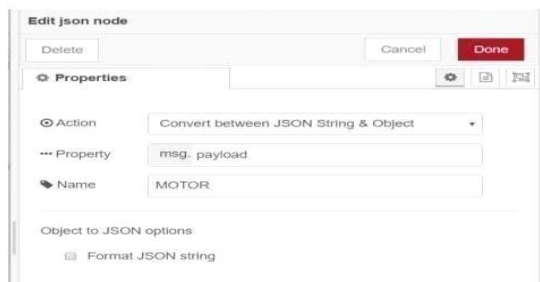 Edit json node
Delete Cancel Done
Properties
Action Convert between JSON String & Object
Property msg. payload
Name MOTOR
Object to JSON options
Format JSON string